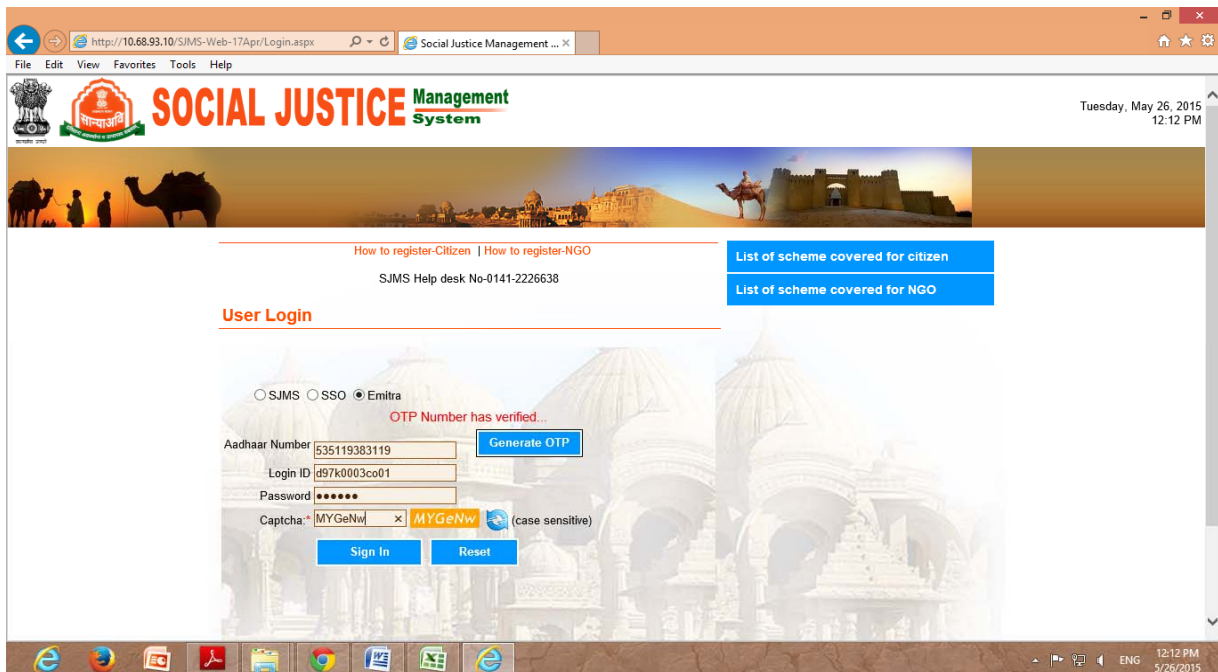 http://10.68.93.10/SJMS-Web-17Apr/Login.aspx
Social Justice Management ...
File Edit View Favorites Tools Help
SOCIAL JUSTICE Management System
Tuesday, May 26, 2015
12:12 PM
How to register-Citizen | How to register-NGO
SJMS Help desk No-0141-2226638
List of scheme covered for citizen
List of scheme covered for NGO
User Login
SJMS SSO Emitra
OTP Number has verified...
Aadhaar Number 535119383119 Generate OTP
Login ID d97k0003co01
Password ●●●●●●
Captcha:* MYGeNw MYGeNw (case sensitive)
Sign In Reset
ENG
12:12 PM
5/26/2015